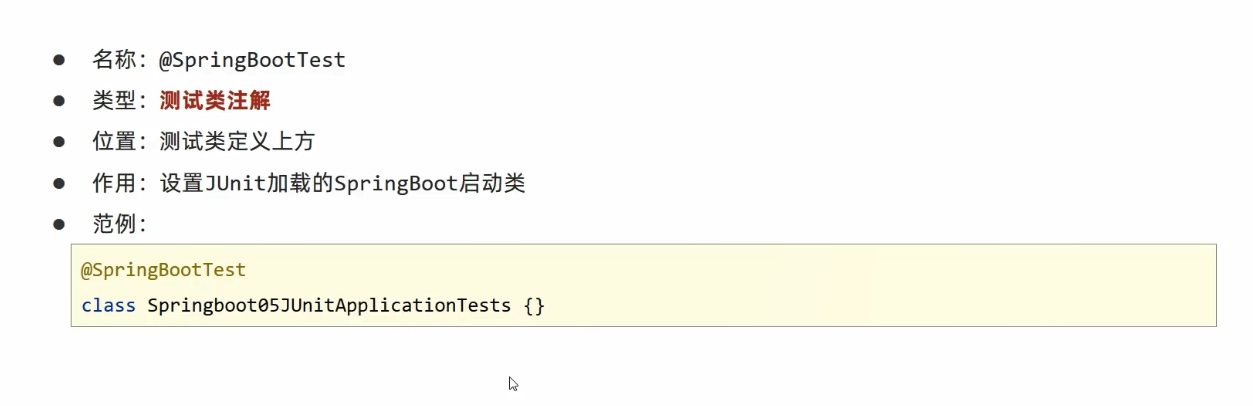 ● 名称：@SpringBootTest
● 类型：测试类注解
● 位置：测试类定义上方
● 作用：设置JUnit加载的SpringBoot启动类
● 范例：
@SpringBootTest
class Springboot05JUnitApplicationTests {}